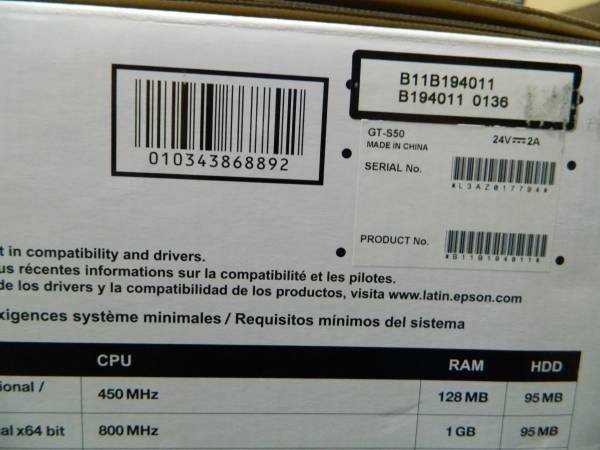 B11B194011
B194011 0136
010343868892
GT-S50 24V 2A
MADE IN CHINA
SERIAL No.
*L3AZ017794*
PRODUCT No.
*B11B194011*
t in compatibility and drivers.
us récentes informations sur la compatibilité et les pilotes.
de los drivers y la compatibilidad de los productos, visita www.latin.epson.com
xigences système minimales / Requisitos mínimos del sistema
CPU RAM HDD
ional / 450 MHz 128 MB 95 MB
al x64 bit 800 MHz 1 GB 95 MB